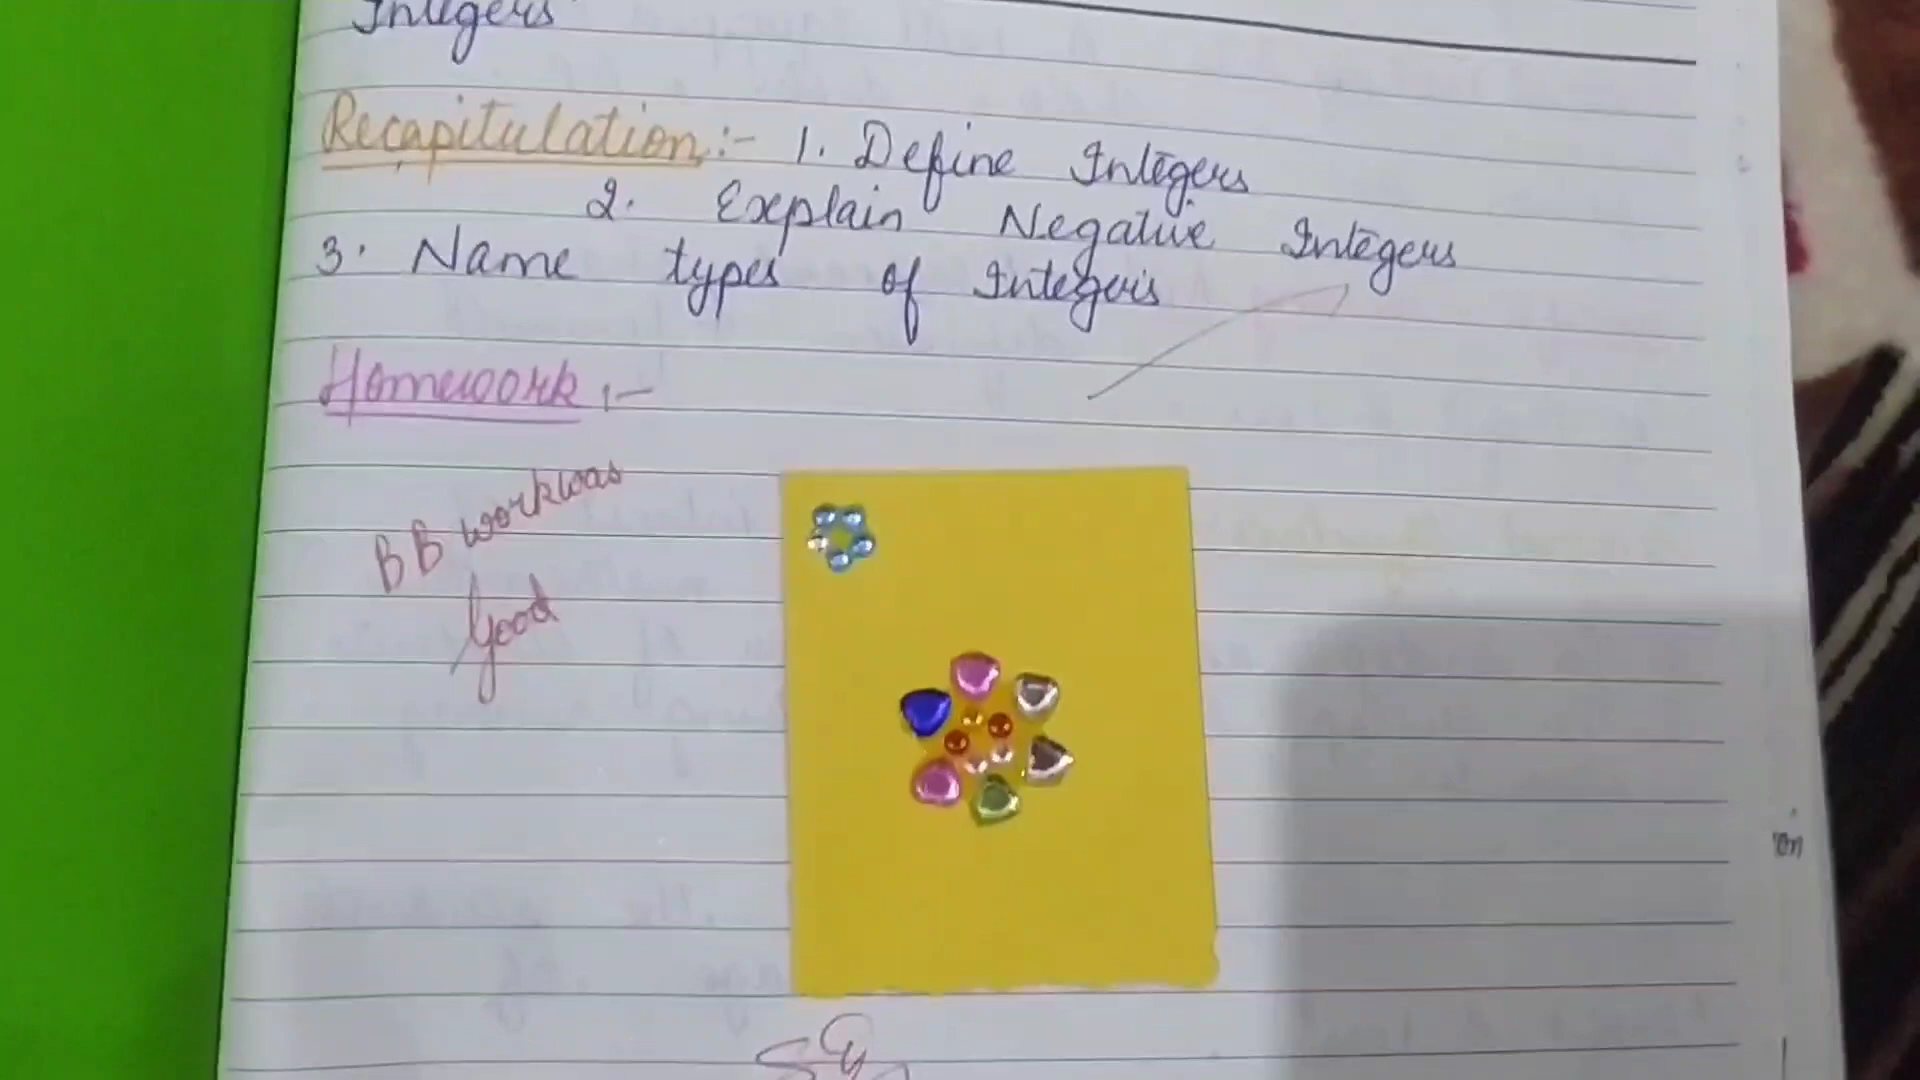 Integers
Recapitulation :- 1. Define Integers
2. Explain Negative Integers
3. Name types of Integers
Homework :-
BB work was
Good